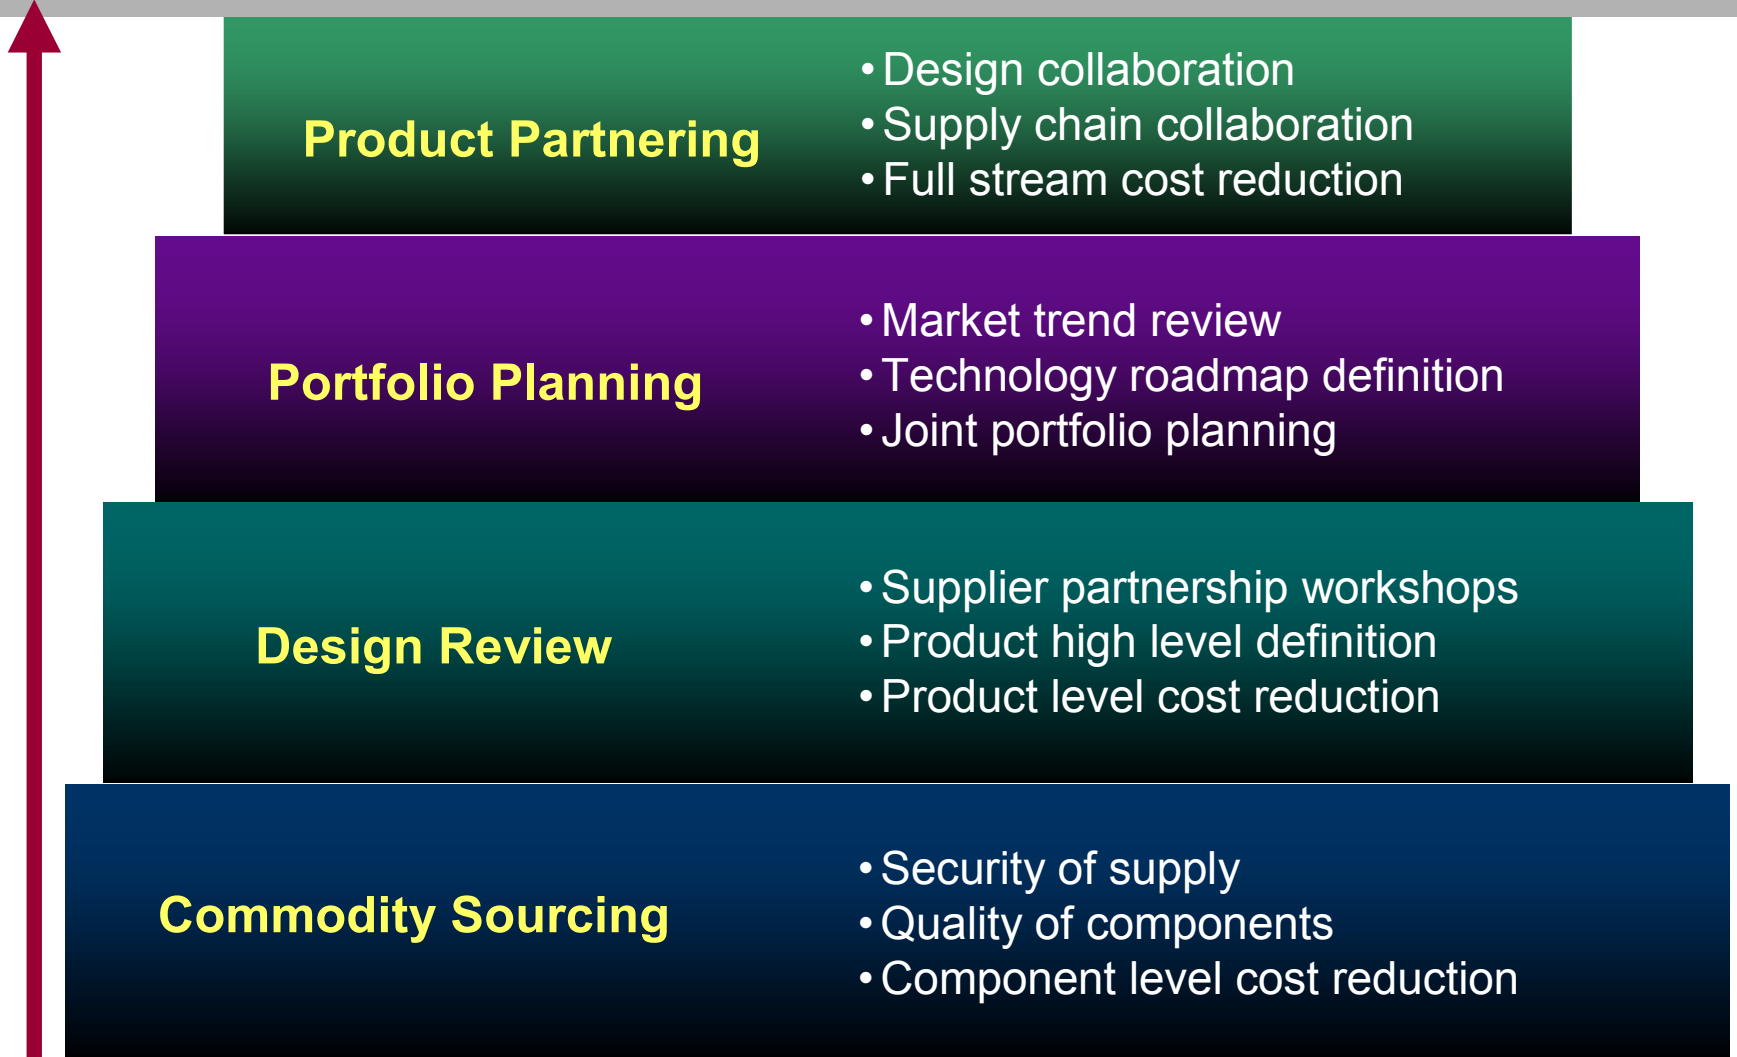 Product Partnering
• Design collaboration
• Supply chain collaboration
• Full stream cost reduction
Portfolio Planning
• Market trend review
• Technology roadmap definition
• Joint portfolio planning
Design Review
• Supplier partnership workshops
• Product high level definition
• Product level cost reduction
Commodity Sourcing
• Security of supply
• Quality of components
• Component level cost reduction